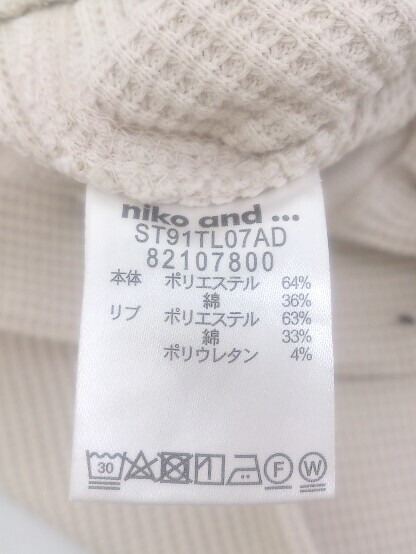 niko and ...
ST91TL07AD
82107800
本体 ポリエステル 64%
綿 36%
リブ ポリエステル 63%
綿 33%
ポリウレタン 4%
30 F W